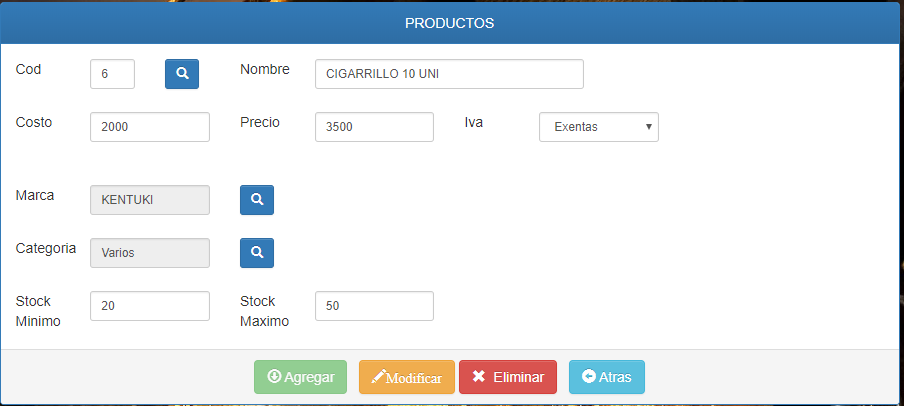 PRODUCTOS
Cod 6 Nombre CIGARRILLO 10 UNI
Costo 2000 Precio 3500 Iva Exentas
Marca KENTUKI
Categoria Varios
Stock Minimo 20 Stock Maximo 50
Agregar Modificar Eliminar Atras